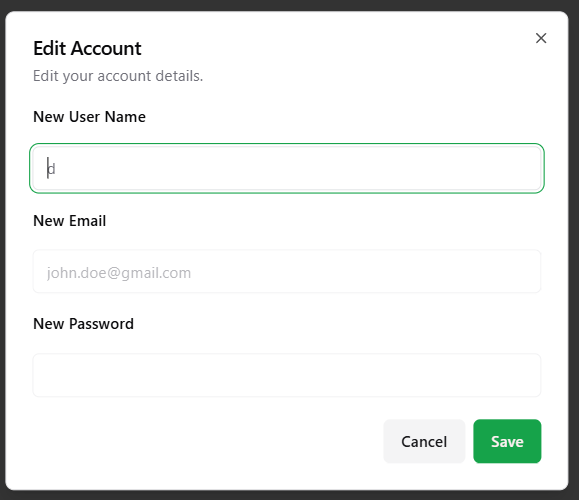 Edit Account
Edit your account details.
New User Name
d
New Email
john.doe@gmail.com
New Password
Cancel
Save